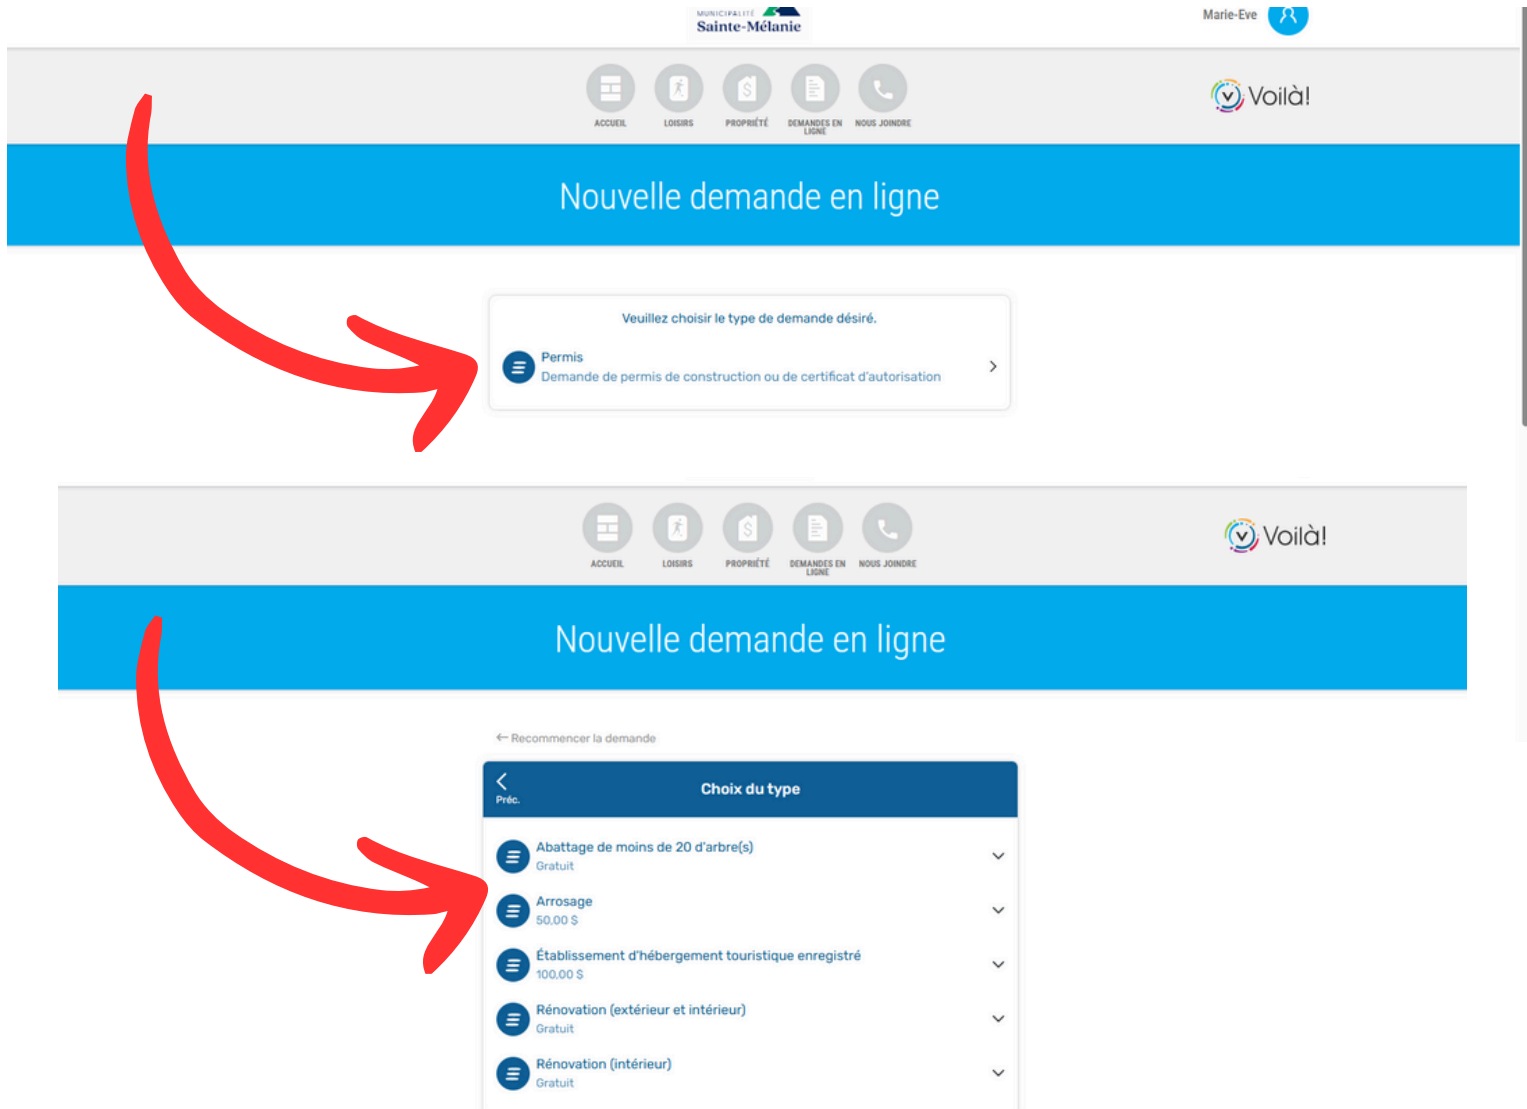 MUNICIPALITÉ
Sainte-Mélanie
Marie-Eve
ACCUEIL
LOISIRS
PROPRIÉTÉ
DEMANDES EN
LIGNE
NOUS JOINDRE
Voilà!
Nouvelle demande en ligne
Veuillez choisir le type de demande désiré.
Permis
Demande de permis de construction ou de certificat d'autorisation
ACCUEIL
LOISIRS
PROPRIÉTÉ
DEMANDES EN
LIGNE
NOUS JOINDRE
Voilà!
Nouvelle demande en ligne
← Recommencer la demande
Préc.
Choix du type
Abattage de moins de 20 d'arbre(s)
Gratuit
Arrosage
50,00 $
Établissement d'hébergement touristique enregistré
100,00 $
Rénovation (extérieur et intérieur)
Gratuit
Rénovation (intérieur)
Gratuit